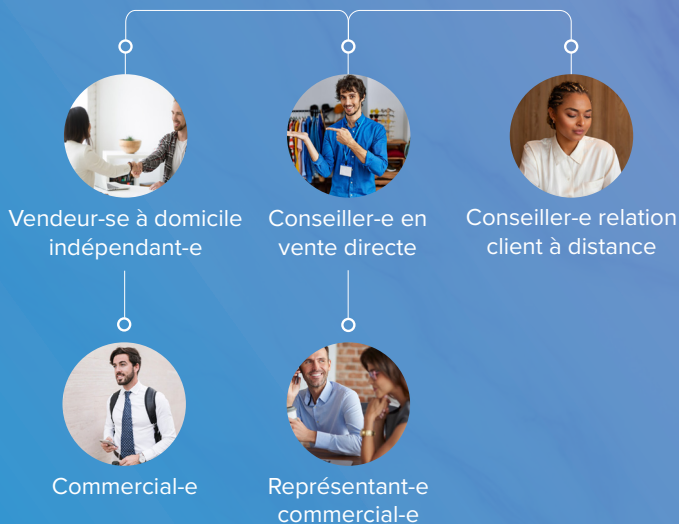 Vendeur-se à domicile
indépendant-e
Conseiller-e en
vente directe
Conseiller-e relation
client à distance
Commercial-e
Représentant-e
commercial-e